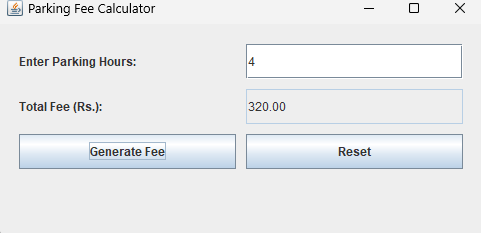 Parking Fee Calculator
Enter Parking Hours: 4
Total Fee (Rs.): 320.00
Generate Fee Reset